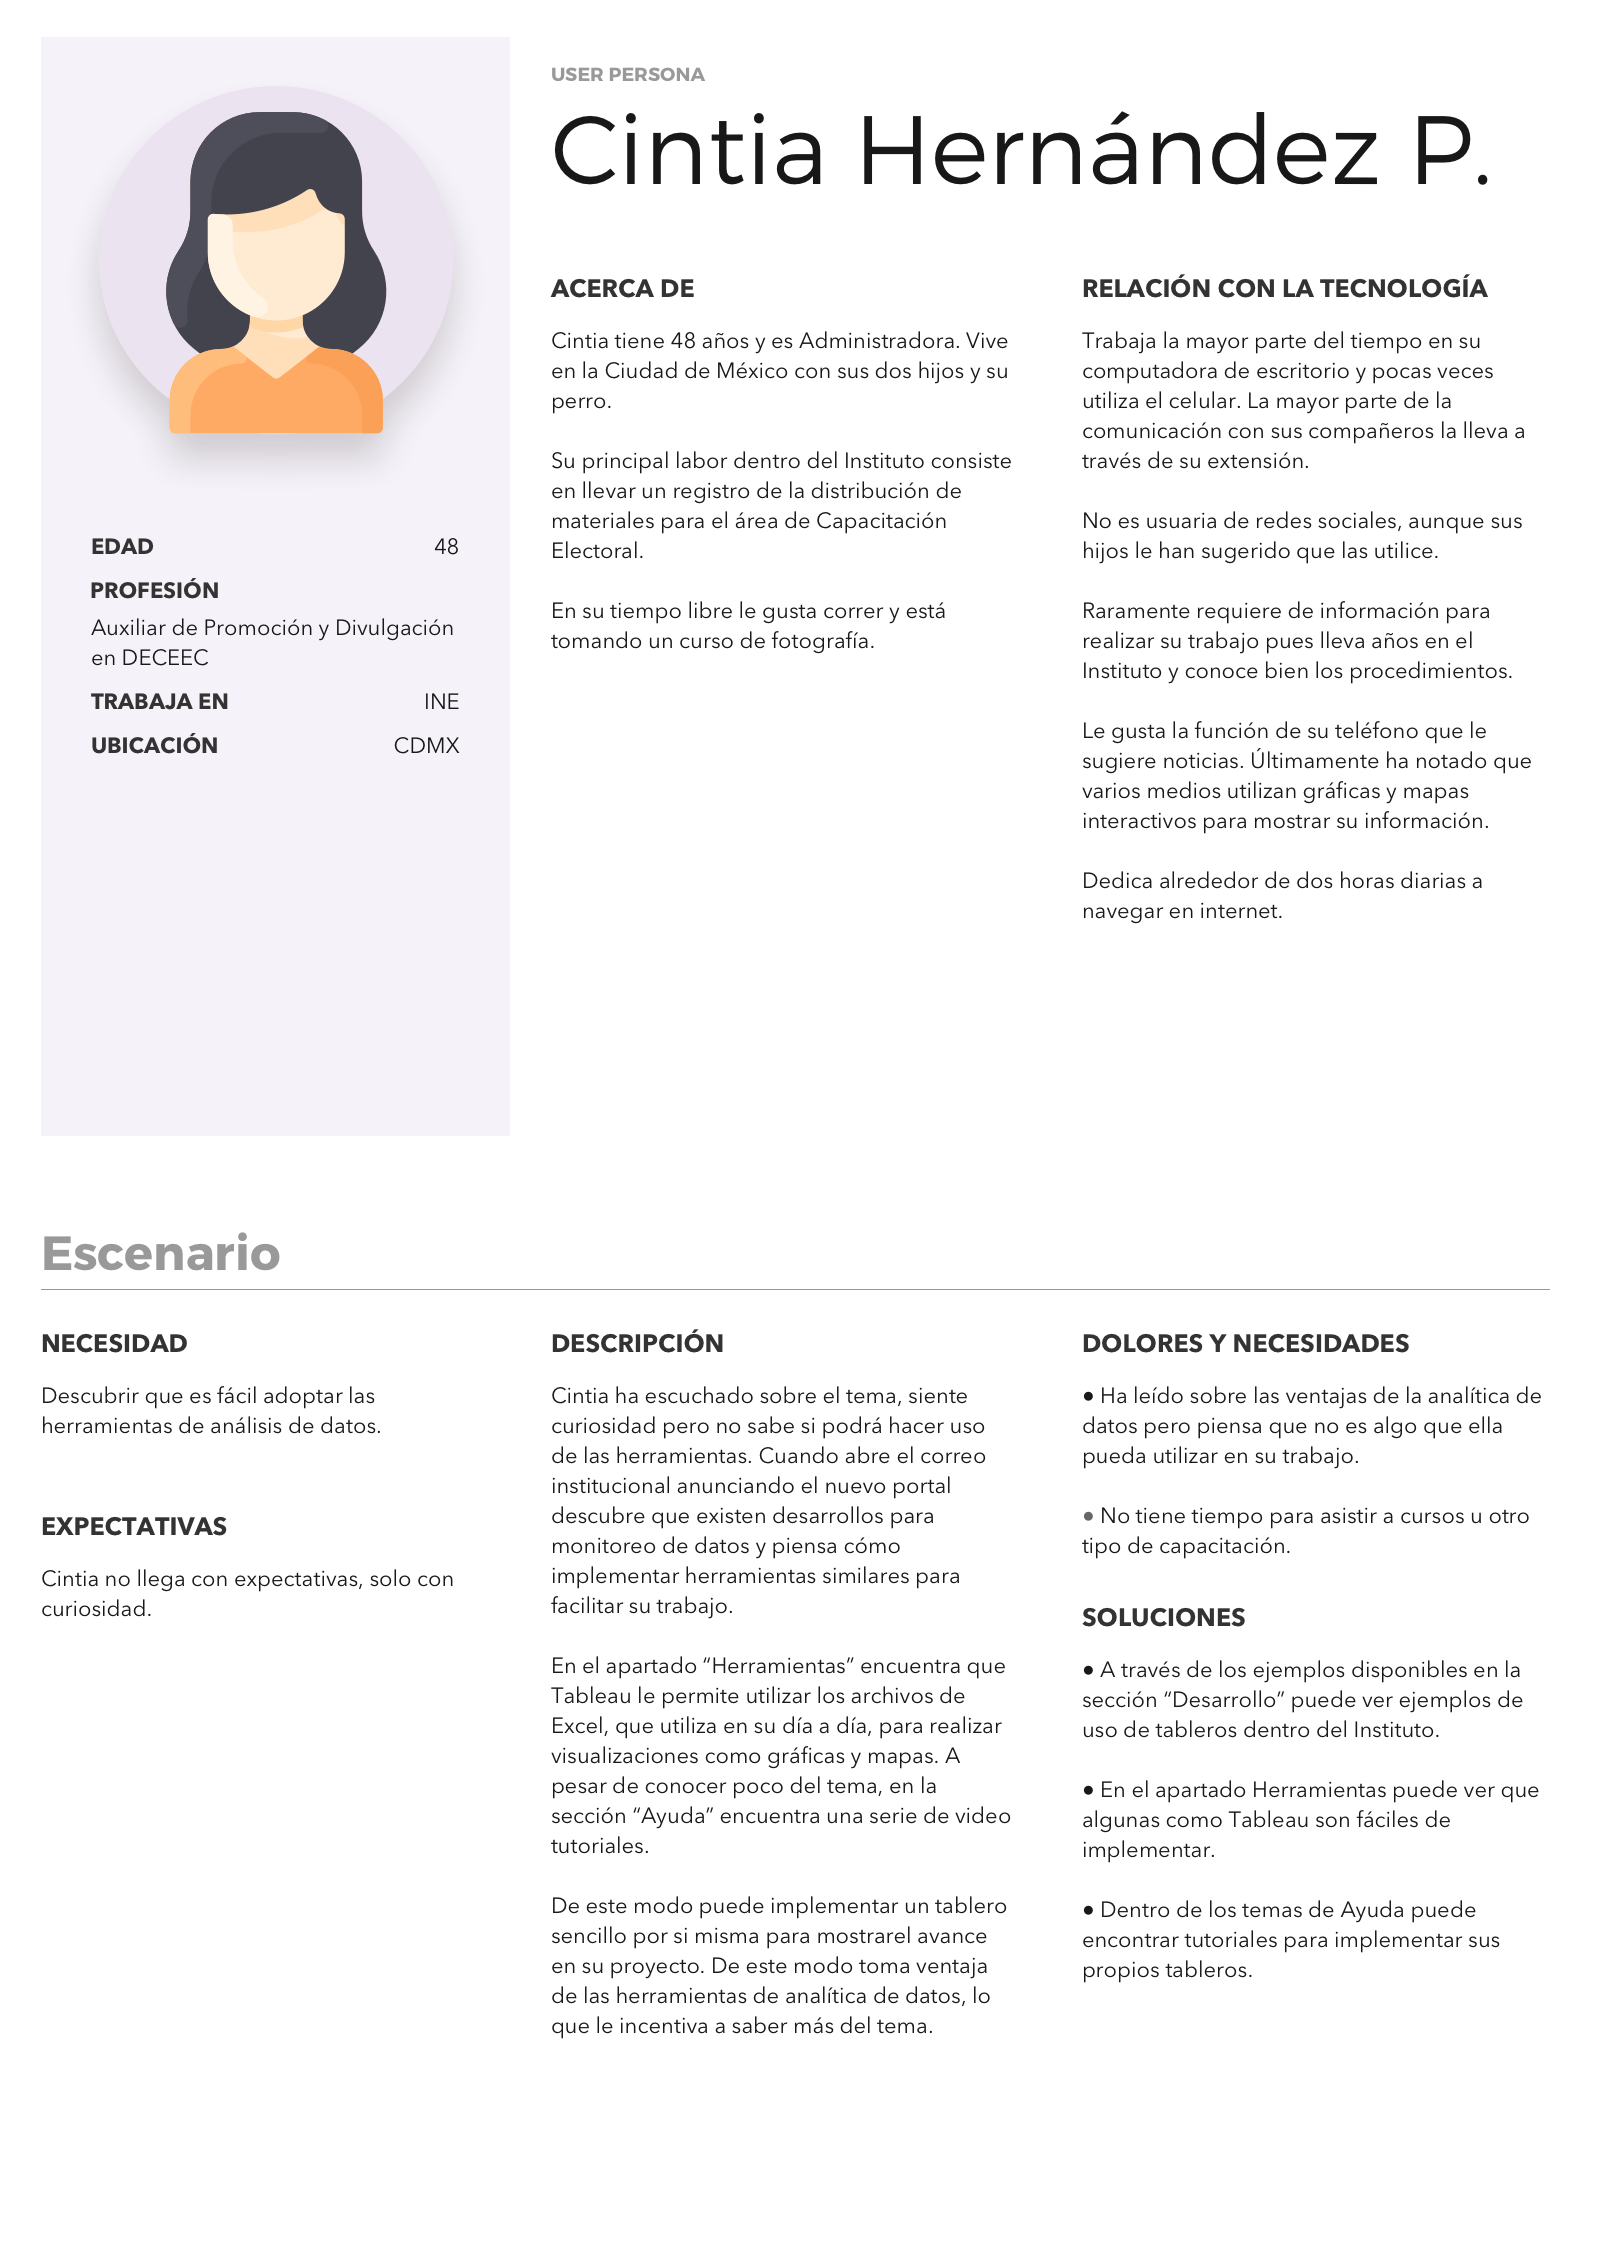 USER PERSONA
Cintia Hernández P.
EDAD 48
PROFESIÓN
Auxiliar de Promoción y Divulgación
en DECEEC
TRABAJA EN INE
UBICACIÓN CDMX
ACERCA DE
Cintia tiene 48 años y es Administradora. Vive
en la Ciudad de México con sus dos hijos y su
perro.
Su principal labor dentro del Instituto consiste
en llevar un registro de la distribución de
materiales para el área de Capacitación
Electoral.
En su tiempo libre le gusta correr y está
tomando un curso de fotografía.
RELACIÓN CON LA TECNOLOGÍA
Trabaja la mayor parte del tiempo en su
computadora de escritorio y pocas veces
utiliza el celular. La mayor parte de la
comunicación con sus compañeros la lleva a
través de su extensión.
No es usuaria de redes sociales, aunque sus
hijos le han sugerido que las utilice.
Raramente requiere de información para
realizar su trabajo pues lleva años en el
Instituto y conoce bien los procedimientos.
Le gusta la función de su teléfono que le
sugiere noticias. Últimamente ha notado que
varios medios utilizan gráficas y mapas
interactivos para mostrar su información.
Dedica alrededor de dos horas diarias a
navegar en internet.
Escenario
NECESIDAD
Descubrir que es fácil adoptar las
herramientas de análisis de datos.
EXPECTATIVAS
Cintia no llega con expectativas, solo con
curiosidad.
DESCRIPCIÓN
Cintia ha escuchado sobre el tema, siente
curiosidad pero no sabe si podrá hacer uso
de las herramientas. Cuando abre el correo
institucional anunciando el nuevo portal
descubre que existen desarrollos para
monitoreo de datos y piensa cómo
implementar herramientas similares para
facilitar su trabajo.
En el apartado “Herramientas” encuentra que
Tableau le permite utilizar los archivos de
Excel, que utiliza en su día a día, para realizar
visualizaciones como gráficas y mapas. A
pesar de conocer poco del tema, en la
sección “Ayuda” encuentra una serie de video
tutoriales.
De este modo puede implementar un tablero
sencillo por si misma para mostrarel avance
en su proyecto. De este modo toma ventaja
de las herramientas de analítica de datos, lo
que le incentiva a saber más del tema.
DOLORES Y NECESIDADES
● Ha leído sobre las ventajas de la analítica de
datos pero piensa que no es algo que ella
pueda utilizar en su trabajo.
● No tiene tiempo para asistir a cursos u otro
tipo de capacitación.
SOLUCIONES
● A través de los ejemplos disponibles en la
sección “Desarrollo” puede ver ejemplos de
uso de tableros dentro del Instituto.
● En el apartado Herramientas puede ver que
algunas como Tableau son fáciles de
implementar.
● Dentro de los temas de Ayuda puede
encontrar tutoriales para implementar sus
propios tableros.